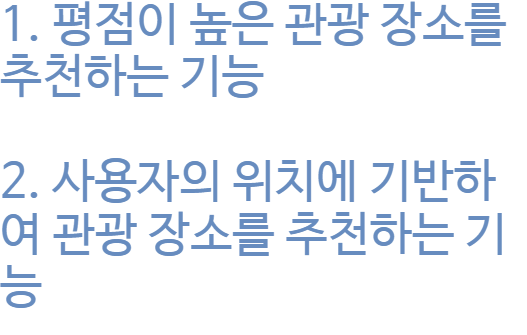 1. 평점이 높은 관광 장소를
추천하는 기능
2. 사용자의 위치에 기반하
여 관광 장소를 추천하는 기
능